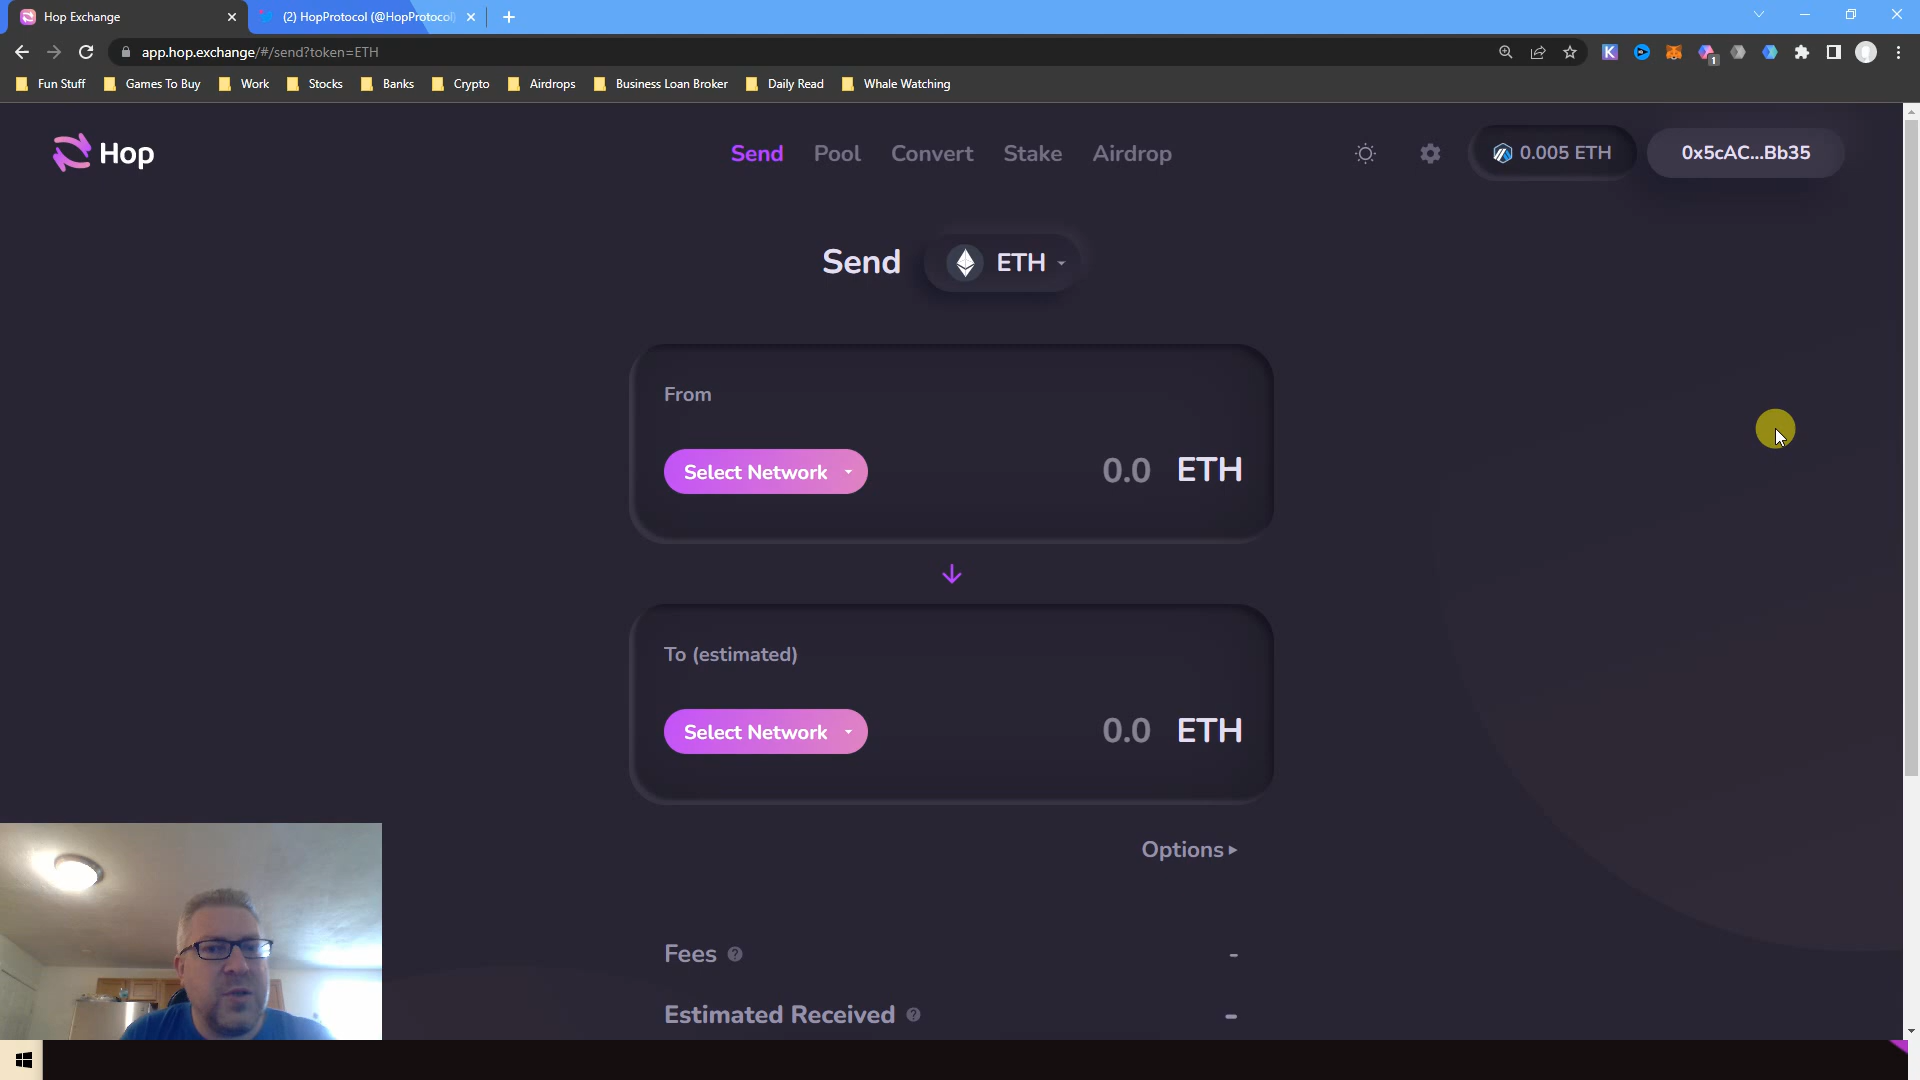 Hop Exchange
(2) HopProtocol (@HopProtocol)
app.hop.exchange/#/send?token=ETH
K
1
Fun Stuff
Games To Buy
Work
Stocks
Banks
Crypto
Airdrops
Business Loan Broker
Daily Read
Whale Watching
Hop
Send
Pool
Convert
Stake
Airdrop
0.005 ETH
0x5cAC...Bb35
Send
ETH
From
Select Network
0.0 ETH
To (estimated)
Select Network
0.0 ETH
Options
Fees
-
Estimated Received
-